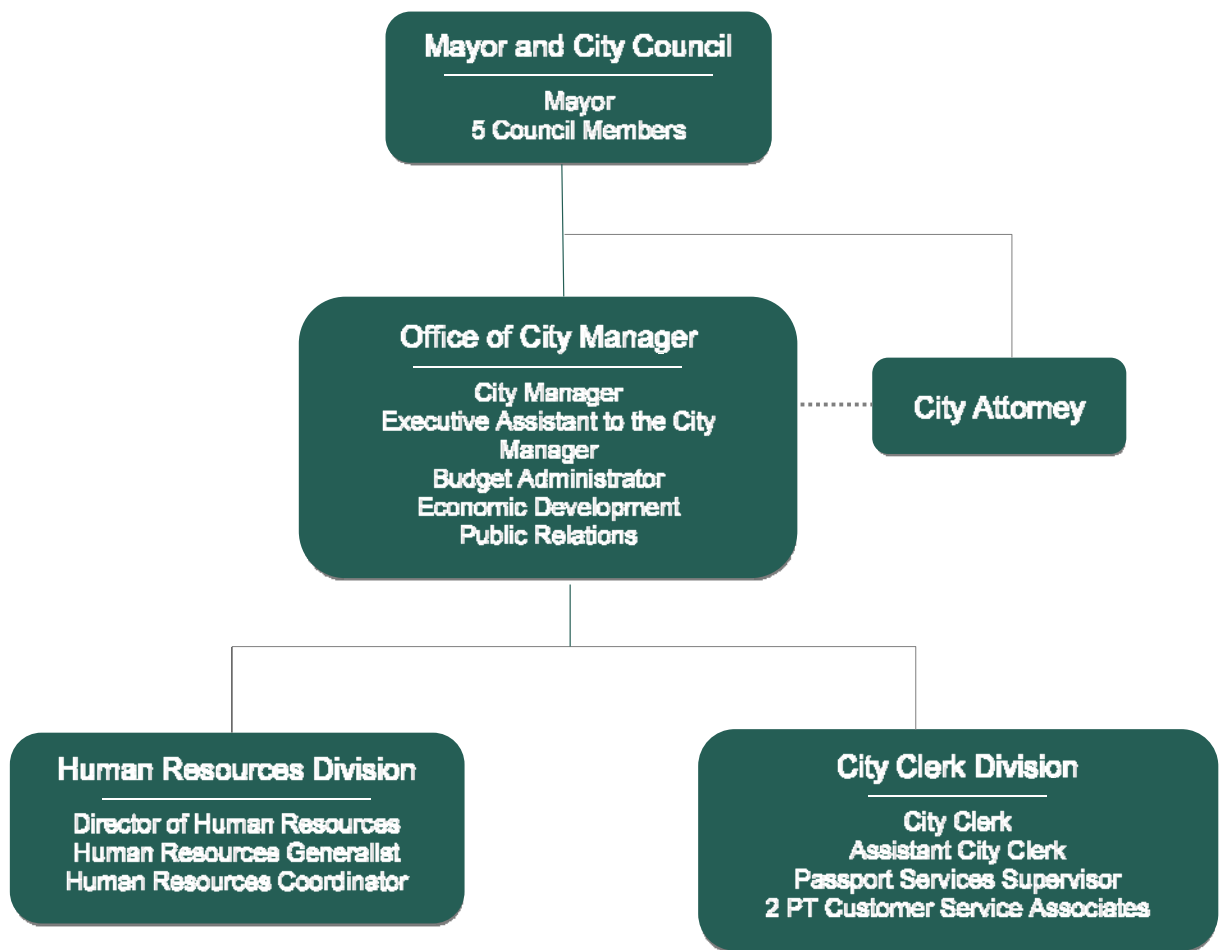 Mayor and City Council
Mayor
5 Council Members
Office of City Manager
City Manager
Executive Assistant to the City
Manager
Budget Administrator
Economic Development
Public Relations
City Attorney
Human Resources Division
Director of Human Resources
Human Resources Generalist
Human Resources Coordinator
City Clerk Division
City Clerk
Assistant City Clerk
Passport Services Supervisor
2 PT Customer Service Associates